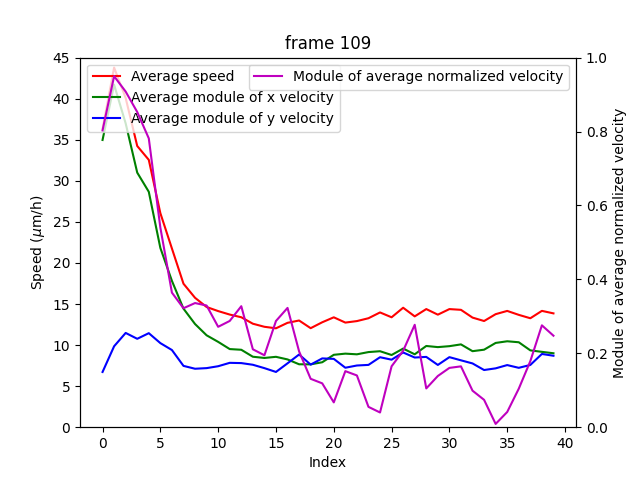 frame 109
Average speed
Average module of x velocity
Average module of y velocity
Module of average normalized velocity
45
40
35
30
25
20
15
10
5
0
Speed (μm/h)
1.0
0.8
0.6
0.4
0.2
0.0
Module of average normalized velocity
0 5 10 15 20 25 30 35 40
Index